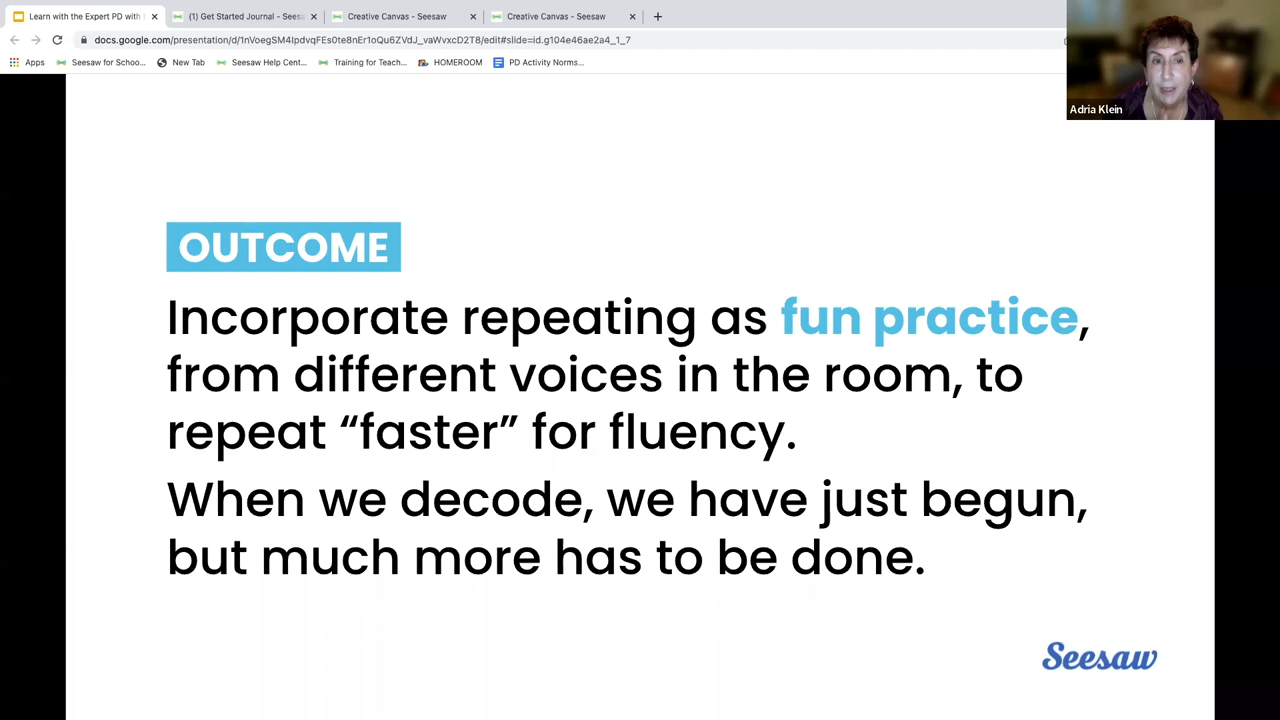 Learn with the Expert PD with
(1) Get Started Journal - Sees
Creative Canvas - Seesaw
Creative Canvas - Seesaw
docs.google.com/presentation/d/1nVoegSM4IpdvqFEs0te8nEr1oQu6ZVdJ_vaWvxcD2T8/edit#slide=id.g104e46ae2a4_1_7
Apps
Seesaw for Schoo...
New Tab
Seesaw Help Cent...
Training for Teach...
HOMEROOM
PD Activity Norms...
Adria Klein
OUTCOME
Incorporate repeating as fun practice,
from different voices in the room, to
repeat “faster” for fluency.
When we decode, we have just begun,
but much more has to be done.
Seesaw